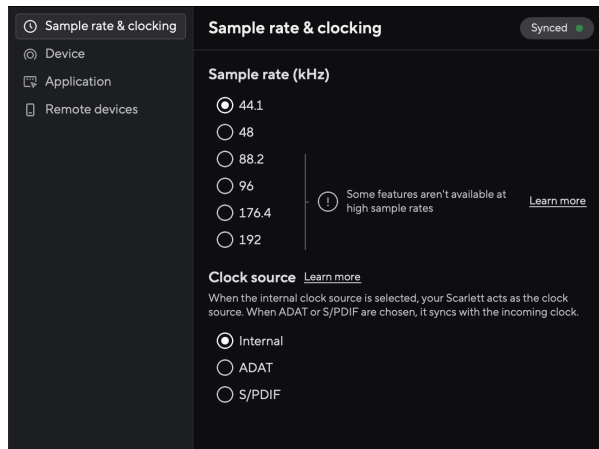 Sample rate & clocking
Device
Application
Remote devices
Sample rate & clocking
Synced
Sample rate (kHz)
44.1
48
88.2
96
176.4
192
Some features aren't available at
high sample rates
Learn more
Clock source Learn more
When the internal clock source is selected, your Scarlett acts as the clock
source. When ADAT or S/PDIF are chosen, it syncs with the incoming clock.
Internal
ADAT
S/PDIF